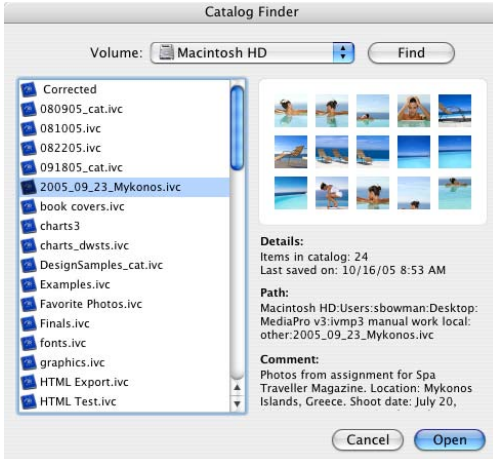 Catalog Finder
Volume: Macintosh HD Find
Corrected
080905_cat.ivc
081005.ivc
082205.ivc
091805_cat.ivc
2005_09_23_Mykonos.ivc
book covers.ivc
charts3
charts_dwsts.ivc
DesignSamples_cat.ivc
Examples.ivc
Favorite Photos.ivc
Finals.ivc
fonts.ivc
graphics.ivc
HTML Export.ivc
HTML Test.ivc
Details:
Items in catalog: 24
Last saved on: 10/16/05 8:53 AM
Path:
Macintosh HD:Users:sbowman:Desktop:
MediaPro v3:ivmp3 manual work local:
other:2005_09_23_Mykonos.ivc
Comment:
Photos from assignment for Spa
Traveller Magazine. Location: Mykonos
Islands, Greece. Shoot date: July 20,
Cancel Open